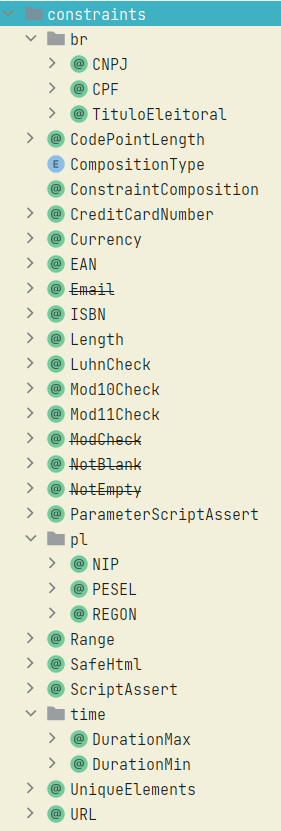 constraints
br
CNPJ
CPF
TituloEleitoral
CodePointLength
CompositionType
ConstraintComposition
CreditCardNumber
Currency
EAN
Email
ISBN
Length
LuhnCheck
Mod10Check
Mod11Check
ModCheck
NotBlank
NotEmpty
ParameterScriptAssert
pl
NIP
PESEL
REGON
Range
SafeHtml
ScriptAssert
time
DurationMax
DurationMin
UniqueElements
URL